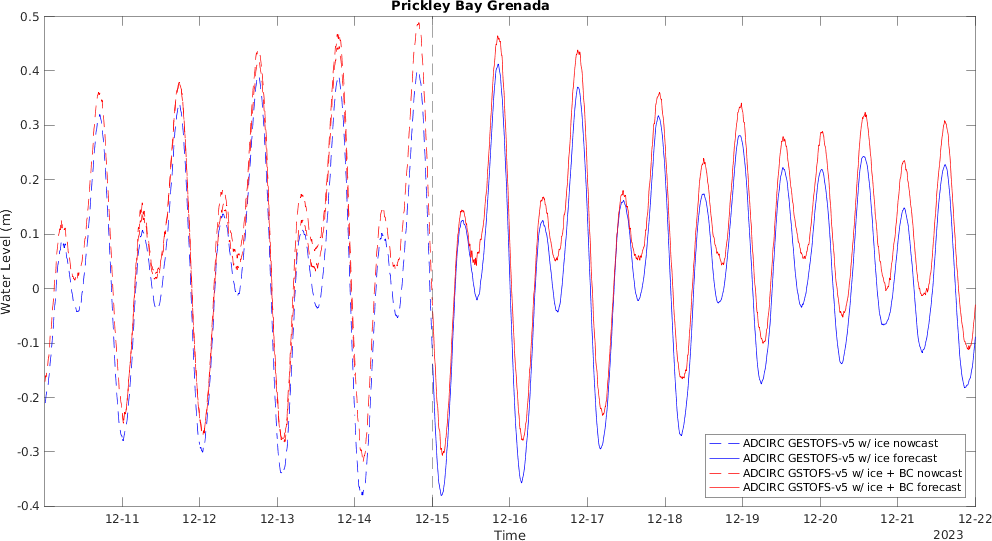 Prickley Bay Grenada
0.5
0.4
0.3
0.2
0.1
0
-0.1
-0.2
-0.3
-0.4
Water Level (m)
ADCIRC GESTOFS-v5 w/ ice nowcast
ADCIRC GESTOFS-v5 w/ ice forecast
ADCIRC GSTOFS-v5 w/ ice + BC nowcast
ADCIRC GSTOFS-v5 w/ ice + BC forecast
12-11 12-12 12-13 12-14 12-15 12-16 12-17 12-18 12-19 12-20 12-21 12-22
Time
2023